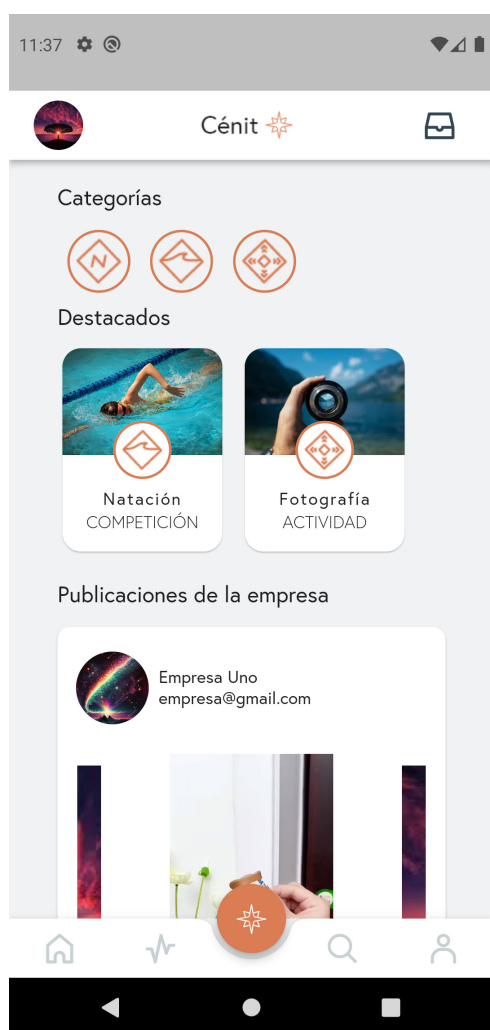 11:37
Cénit
Categorías
N
Destacados
Natación
COMPETICIÓN
Fotografía
ACTIVIDAD
Publicaciones de la empresa
Empresa Uno
empresa@gmail.com